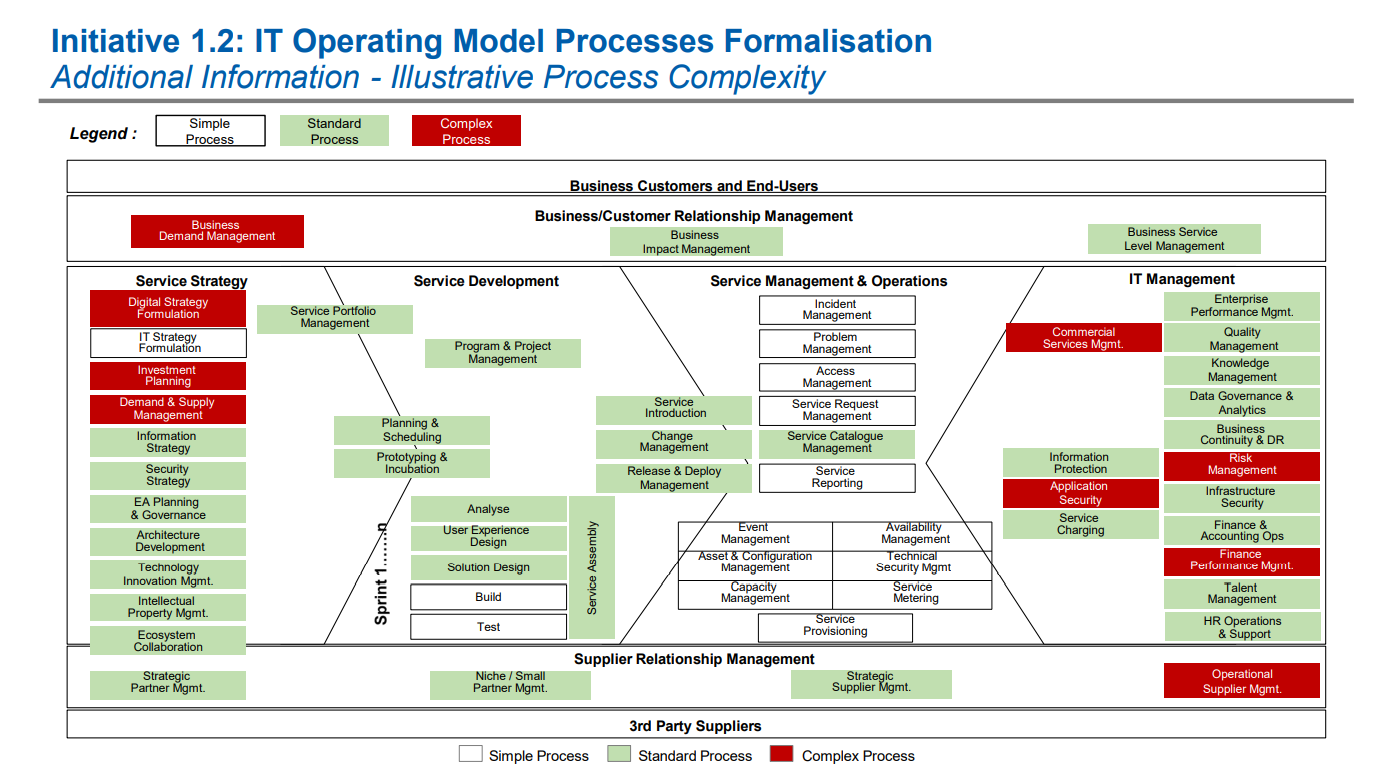 Initiative 1.2: IT Operating Model Processes Formalisation
Additional Information - Illustrative Process Complexity
Legend :
Simple
Process
Standard
Process
Complex
Process
Business Customers and End-Users
Business/Customer Relationship Management
Business
Demand Management
Business
Impact Management
Business Service
Level Management
Service Strategy
Digital Strategy
Formulation
IT Strategy
Formulation
Investment
Planning
Demand & Supply
Management
Information
Strategy
Security
Strategy
EA Planning
& Governance
Architecture
Development
Technology
Innovation Mgmt.
Intellectual
Property Mgmt.
Ecosystem
Collaboration
Service Development
Service Portfolio
Management
Program & Project
Management
Planning &
Scheduling
Prototyping &
Incubation
Sprint 1........n
Analyse
User Experience
Design
Solution Design
Build
Test
Service Assembly
Service Management & Operations
Service
Introduction
Change
Management
Release & Deploy
Management
Incident
Management
Problem
Management
Access
Management
Service Request
Management
Service Catalogue
Management
Service
Reporting
Event
Management
Availability
Management
Asset & Configuration
Management
Technical
Security Mgmt
Capacity
Management
Service
Metering
Service
Provisioning
IT Management
Commercial
Services Mgmt.
Information
Protection
Application
Security
Service
Charging
Enterprise
Performance Mgmt.
Quality
Management
Knowledge
Management
Data Governance &
Analytics
Business
Continuity & DR
Risk
Management
Infrastructure
Security
Finance &
Accounting Ops
Finance
Performance Mgmt.
Talent
Management
HR Operations
& Support
Supplier Relationship Management
Strategic
Partner Mgmt.
Niche / Small
Partner Mgmt.
Strategic
Supplier Mgmt.
Operational
Supplier Mgmt.
3rd Party Suppliers
Simple Process
Standard Process
Complex Process